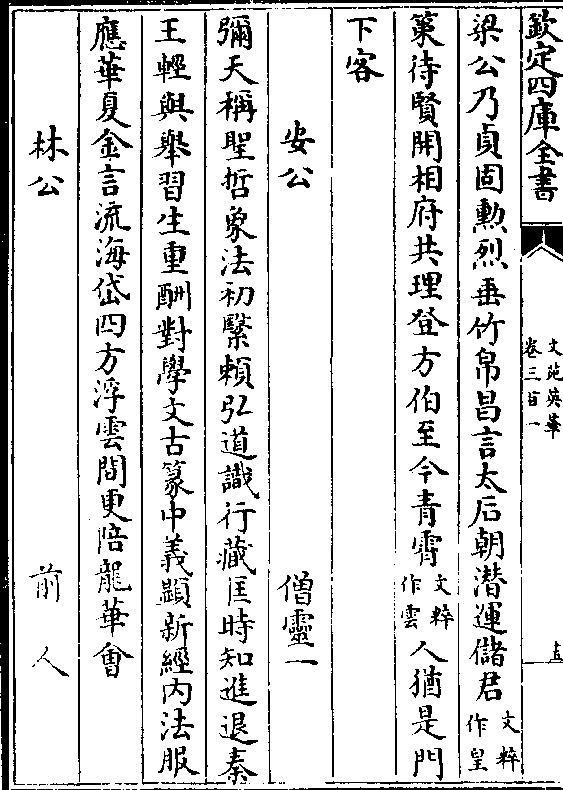 欽定四庫全書
文苑英華
卷三百一
梁公乃貞固勲烈垂竹帛昌言太后朝潛運儲君文粹作皇
策待賢開相府共理登方伯至今青霄文粹作雲人猶是門
下客
安公 僧靈一
彌天稱聖哲象法初繄頼弘道識行藏匡時知進退秦
王輕與舉習生重酬對學文古篆中義顯新經内法服
應華夏金言流海岱四方浮雲間更陪龍華會
林公 前人